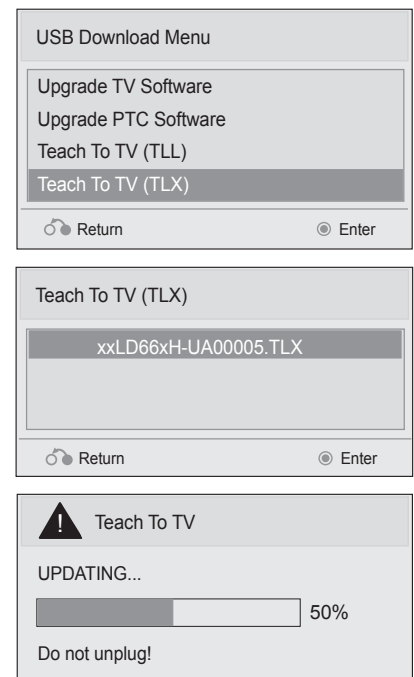 USB Download Menu
Upgrade TV Software
Upgrade PTC Software
Teach To TV (TLL)
Teach To TV (TLX)
Return Enter
Teach To TV (TLX)
xxLD66xH-UA00005.TLX
Return Enter
! Teach To TV
UPDATING...
50%
Do not unplug!